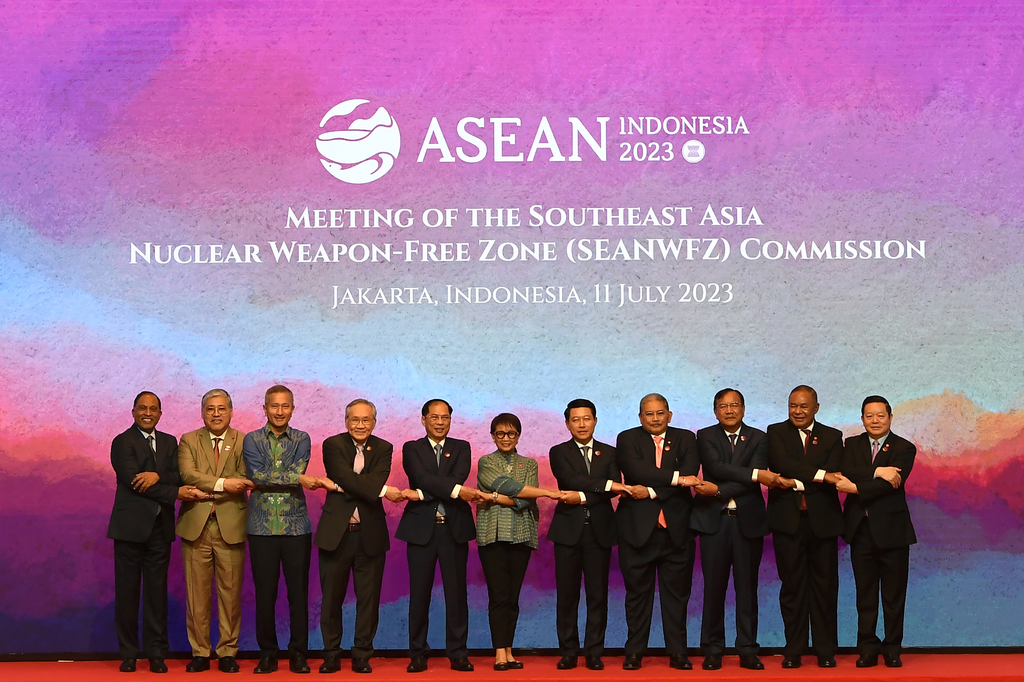 ASEAN INDONESIA
2023
MEETING OF THE SOUTHEAST ASIA
NUCLEAR WEAPON-FREE ZONE (SEANWFZ) COMMISSION
JAKARTA, INDONESIA, 11 JULY 2023